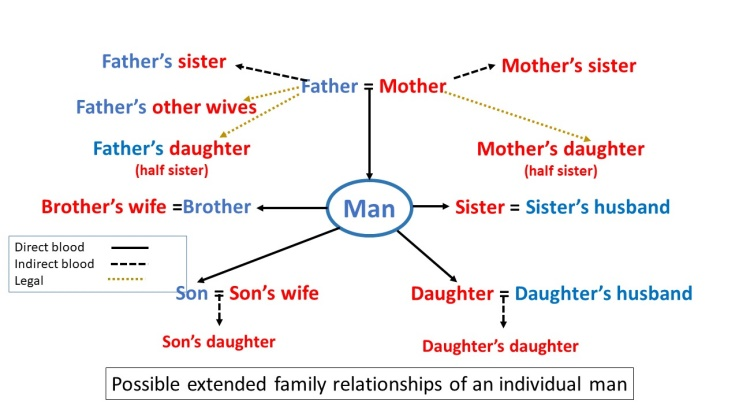 Father's sister
Mother's sister
Father = Mother
Father's other wives
Father's daughter
(half sister)
Mother's daughter
(half sister)
Brother's wife =Brother
Man
Sister = Sister's husband
Direct blood
Indirect blood
Legal
Son = Son's wife
Daughter = Daughter's husband
Son's daughter
Daughter's daughter
Possible extended family relationships of an individual man